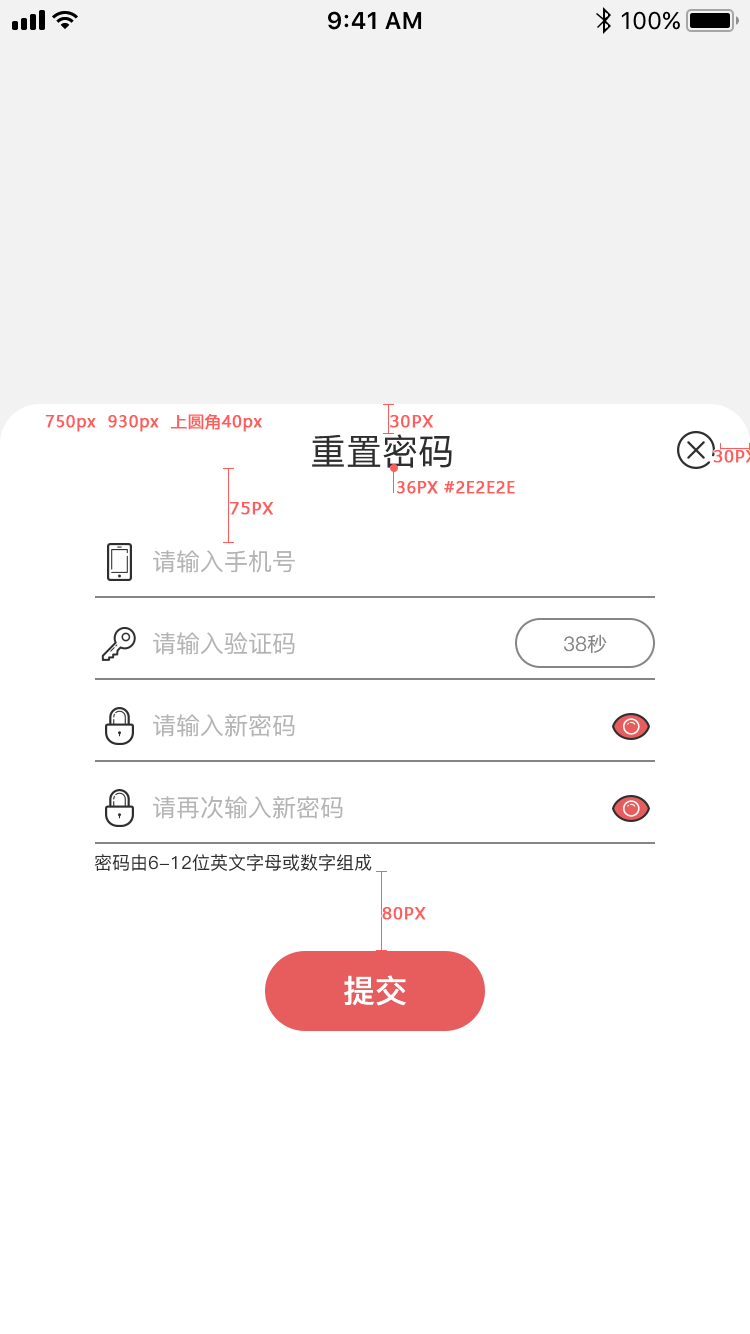 9:41 AM
100%
750px 930px 上圆角40px
30PX
重置密码
30PX
36PX #2E2E2E
75PX
请输入手机号
请输入验证码
38秒
请输入新密码
请再次输入新密码
密码由6-12位英文字母或数字组成
80PX
提交